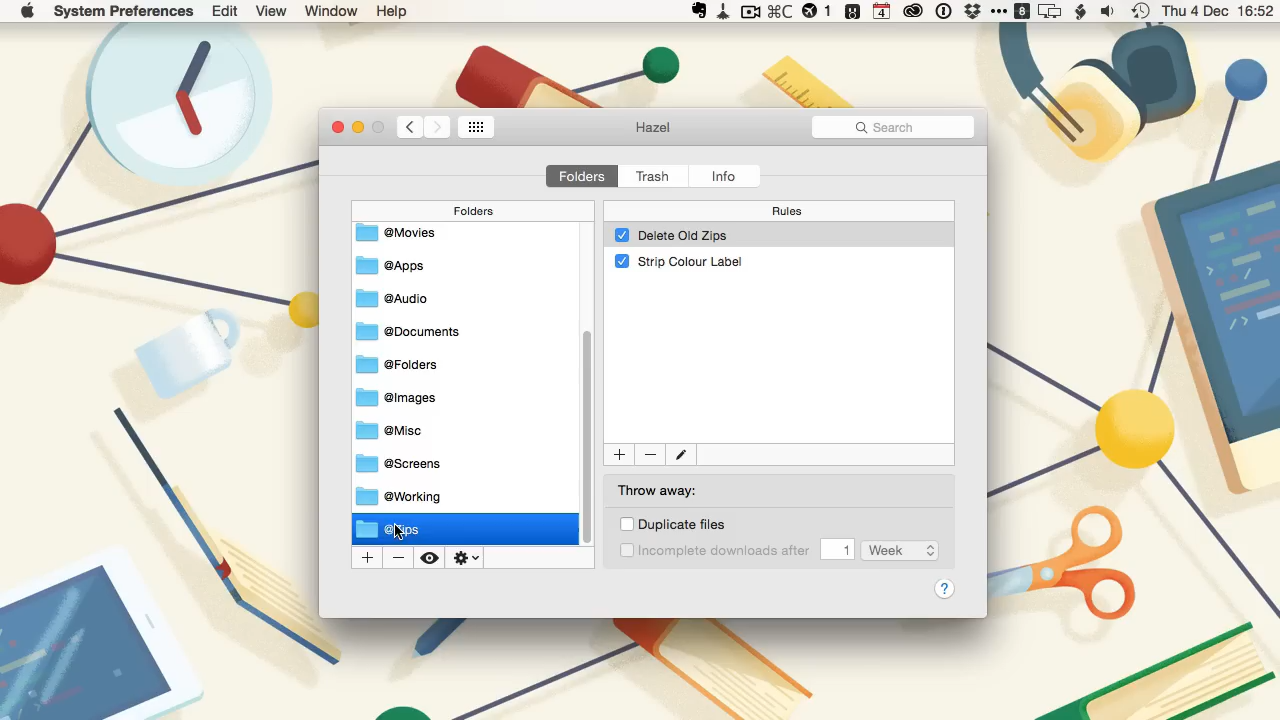 System Preferences Edit View Window Help ⌘C 1 4 8 Thu 4 Dec 16:52
Hazel
Search
Folders Trash Info
Folders
@Movies
@Apps
@Audio
@Documents
@Folders
@Images
@Misc
@Screens
@Working
Rules
Delete Old Zips
Strip Colour Label
Throw away:
Duplicate files
Incomplete downloads after 1 Week
?